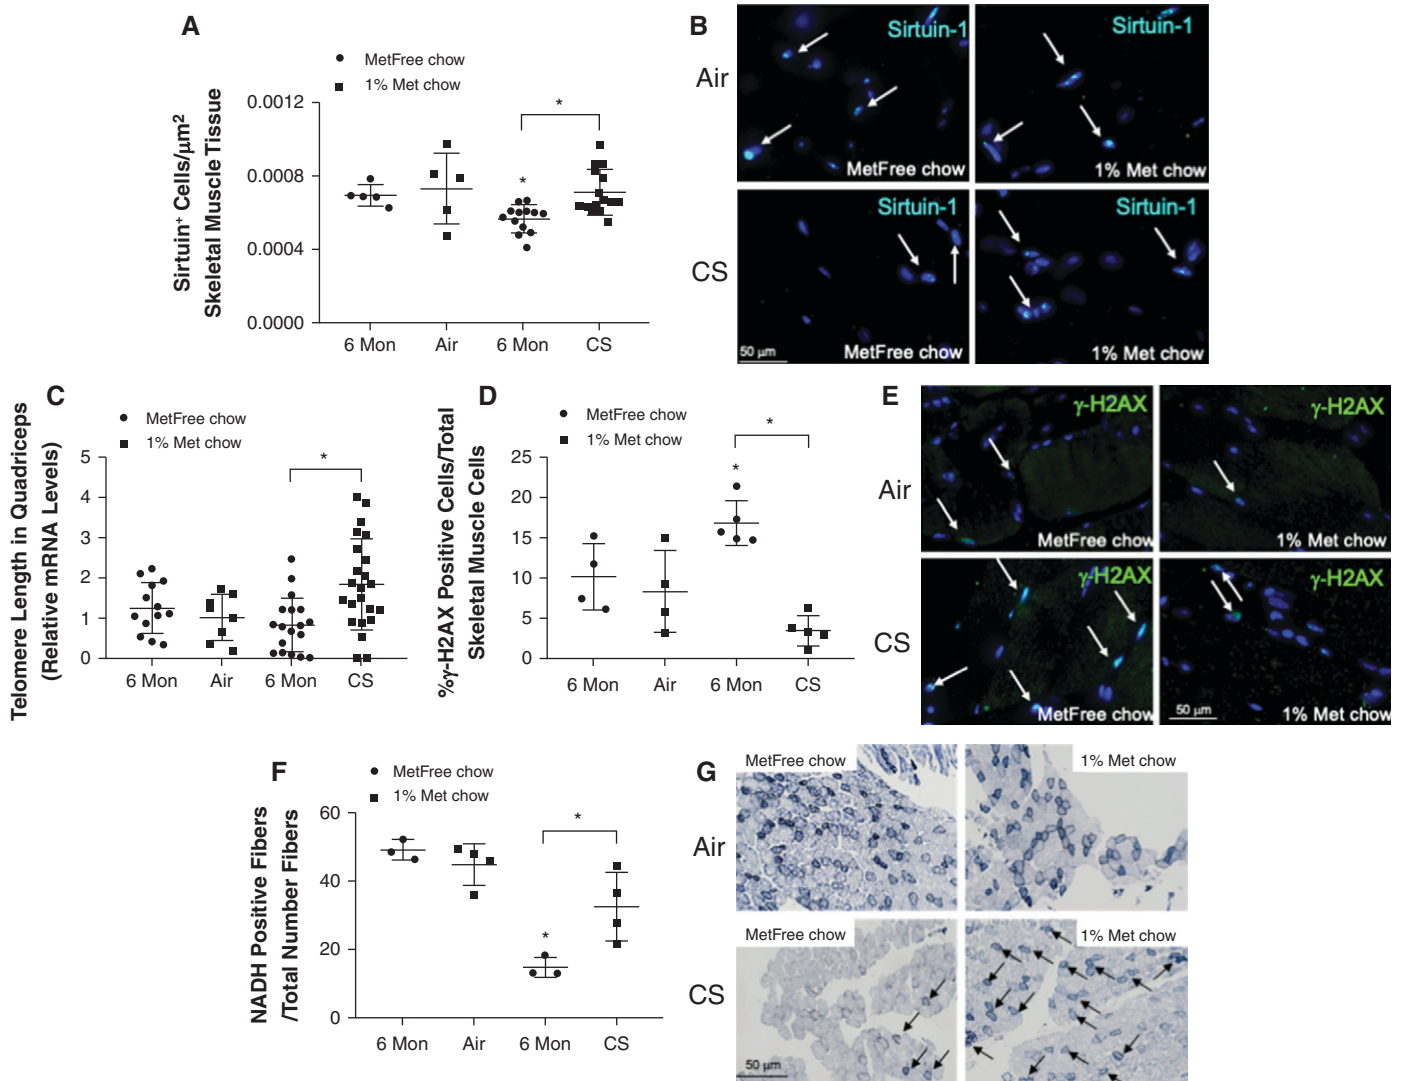 A
MetFree chow
1% Met chow
Sirtuin⁺ Cells/μm²
Skeletal Muscle Tissue
0.0012
0.0008
0.0004
0.0000
*
*
6 Mon
Air
6 Mon
CS
B
Air
CS
Sirtuin-1
MetFree chow
Sirtuin-1
1% Met chow
Sirtuin-1
50 μm
MetFree chow
Sirtuin-1
1% Met chow
C
MetFree chow
1% Met chow
Telomere Length in Quadriceps
(Relative mRNA Levels)
5
4
3
2
1
0
*
6 Mon
Air
6 Mon
CS
D
MetFree chow
1% Met chow
%γ-H2AX Positive Cells/Total
Skeletal Muscle Cells
25
20
15
10
5
0
*
*
6 Mon
Air
6 Mon
CS
E
Air
CS
γ-H2AX
MetFree chow
γ-H2AX
1% Met chow
γ-H2AX
MetFree chow
γ-H2AX
50 μm
1% Met chow
F
MetFree chow
1% Met chow
NADH Positive Fibers
/Total Number Fibers
60
40
20
0
*
*
6 Mon
Air
6 Mon
CS
G
Air
CS
MetFree chow
1% Met chow
MetFree chow
50 μm
1% Met chow